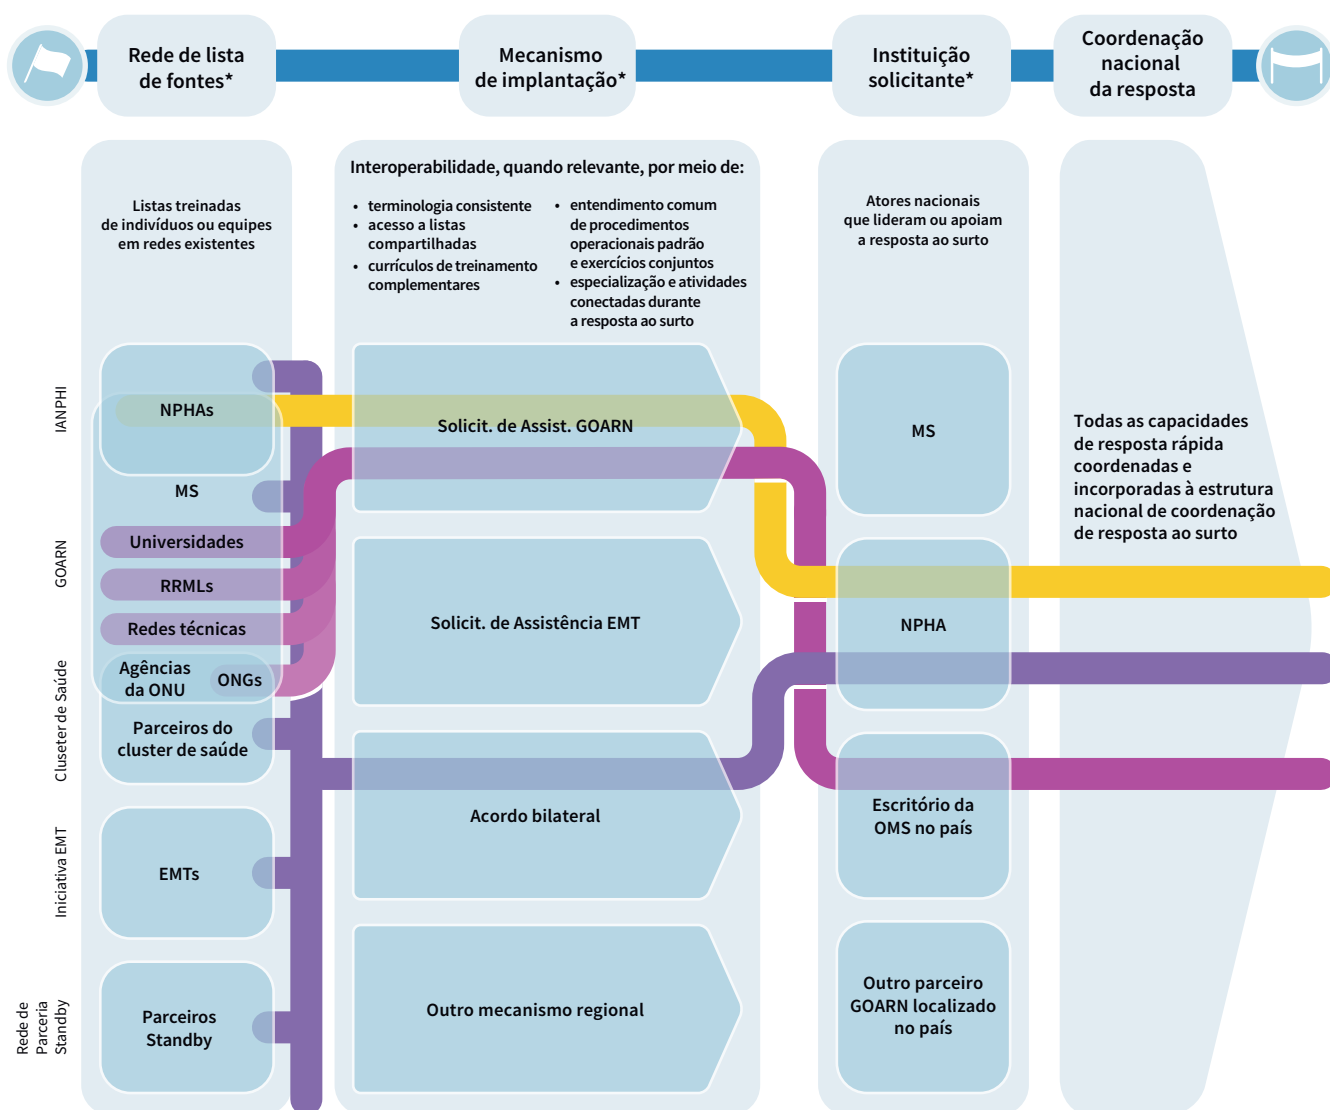 Rede de lista
de fontes*
Mecanismo
de implantação*
Instituição
solicitante*
Coordenação
nacional
da resposta
Listas treinadas
de indivíduos ou equipes
em redes existentes
Interoperabilidade, quando relevante, por meio de:
• terminologia consistente
• acesso a listas
compartilhadas
• currículos de treinamento
complementares
• entendimento comum
de procedimentos
operacionais padrão
e exercícios conjuntos
• especialização e atividades
conectadas durante
a resposta ao surto
Atores nacionais
que lideram ou apoiam
a resposta ao surto
IANPHI
GOARN
Cluseter de Saúde
Iniciativa EMT
Rede de
Parceria
Standby
NPHAs
MS
Universidades
RRMLs
Redes técnicas
Agências
da ONU
ONGs
Parceiros do
cluster de saúde
EMTs
Parceiros
Standby
Solicit. de Assist. GOARN
Solicit. de Assistência EMT
Acordo bilateral
Outro mecanismo regional
MS
NPHA
Escritório da
OMS no país
Outro parceiro
GOARN localizado
no país
Todas as capacidades
de resposta rápida
coordenadas e
incorporadas à estrutura
nacional de coordenação
de resposta ao surto